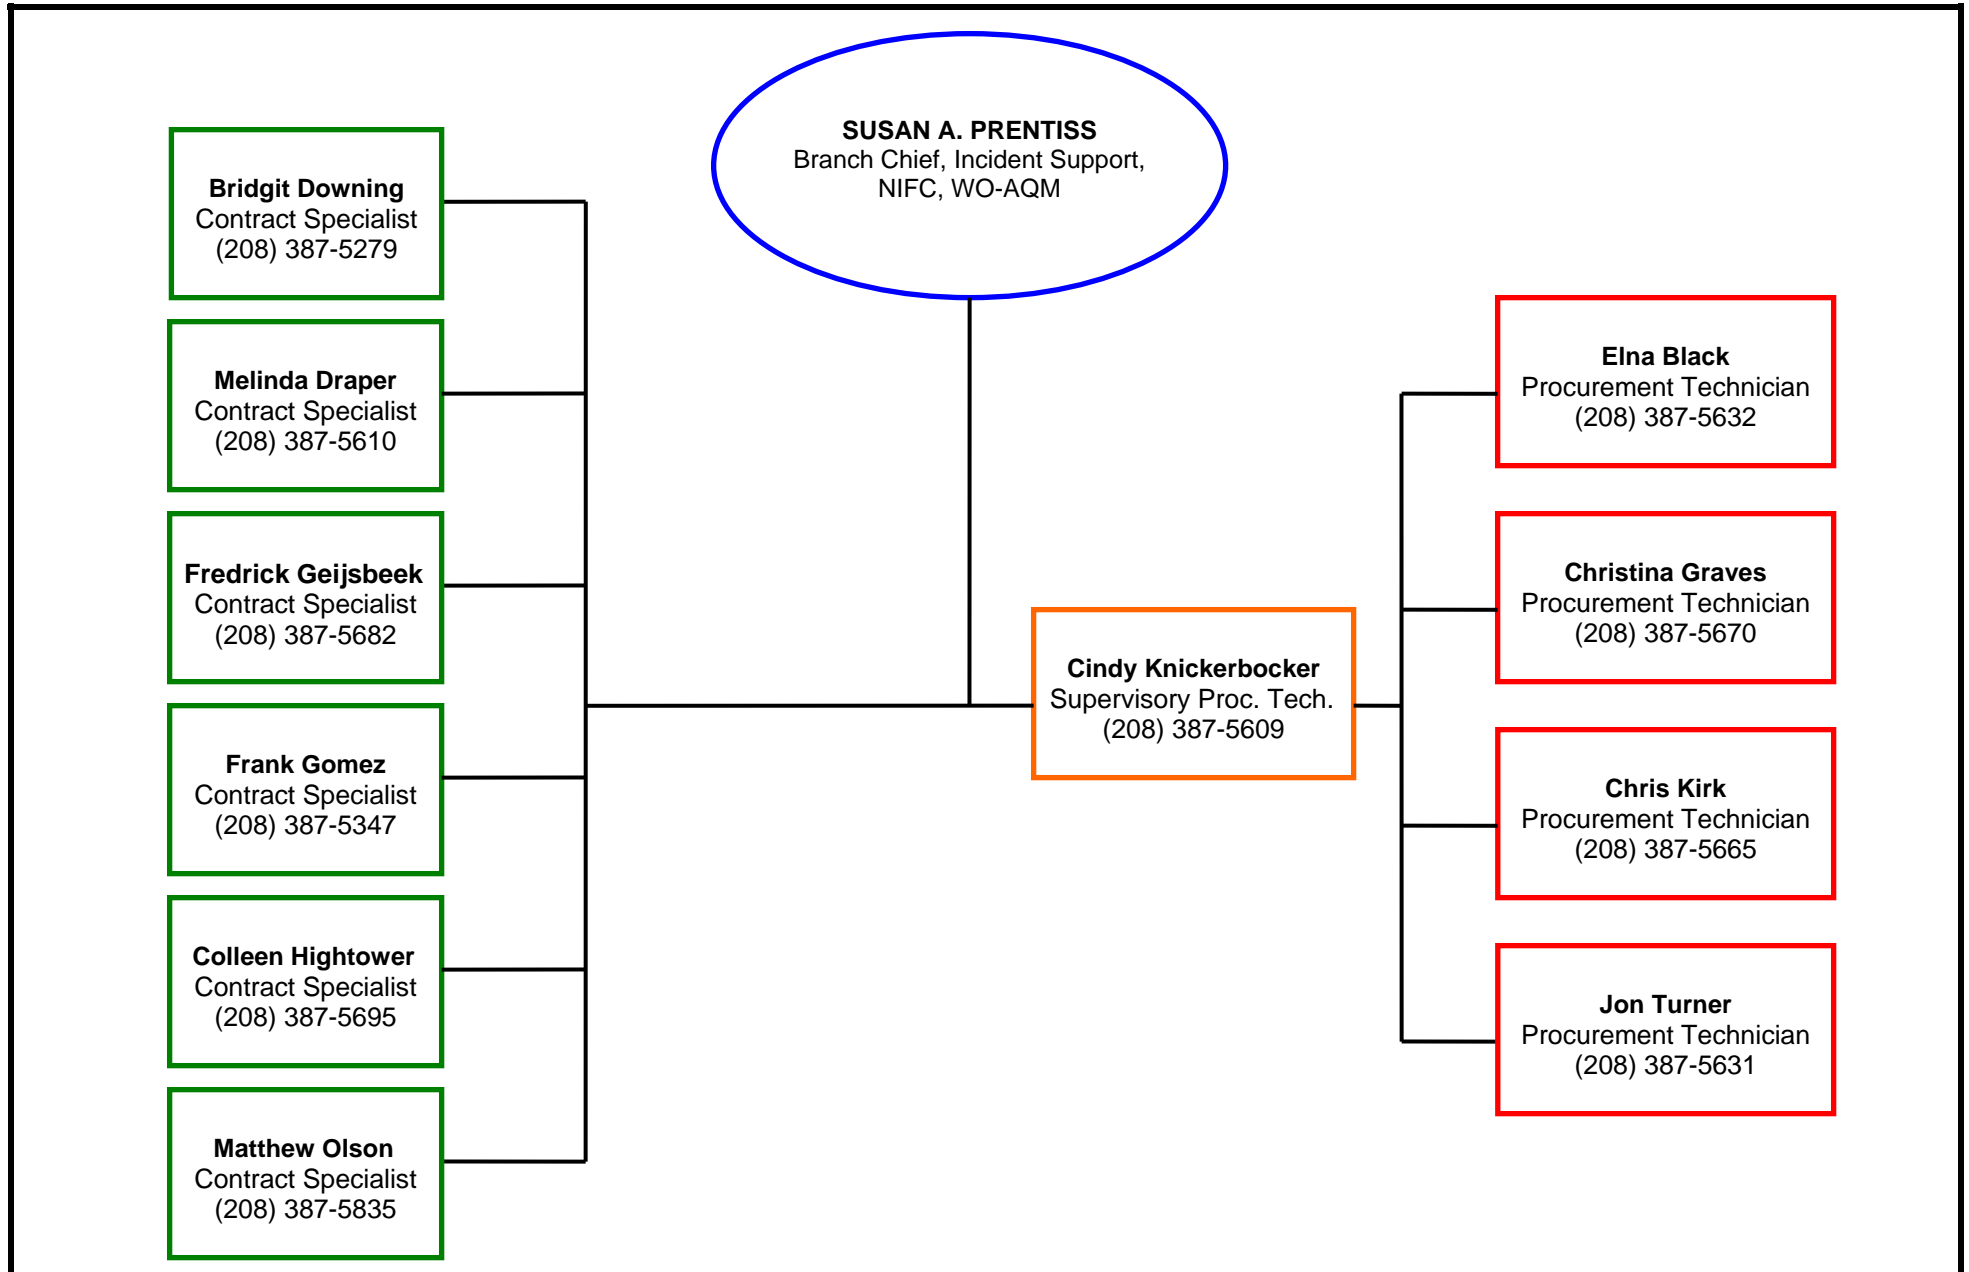 SUSAN A. PRENTISS
Branch Chief, Incident Support,
NIFC, WO-AQM
Bridgit Downing
Contract Specialist
(208) 387-5279
Melinda Draper
Contract Specialist
(208) 387-5610
Fredrick Geijsbeek
Contract Specialist
(208) 387-5682
Frank Gomez
Contract Specialist
(208) 387-5347
Colleen Hightower
Contract Specialist
(208) 387-5695
Matthew Olson
Contract Specialist
(208) 387-5835
Cindy Knickerbocker
Supervisory Proc. Tech.
(208) 387-5609
Elna Black
Procurement Technician
(208) 387-5632
Christina Graves
Procurement Technician
(208) 387-5670
Chris Kirk
Procurement Technician
(208) 387-5665
Jon Turner
Procurement Technician
(208) 387-5631